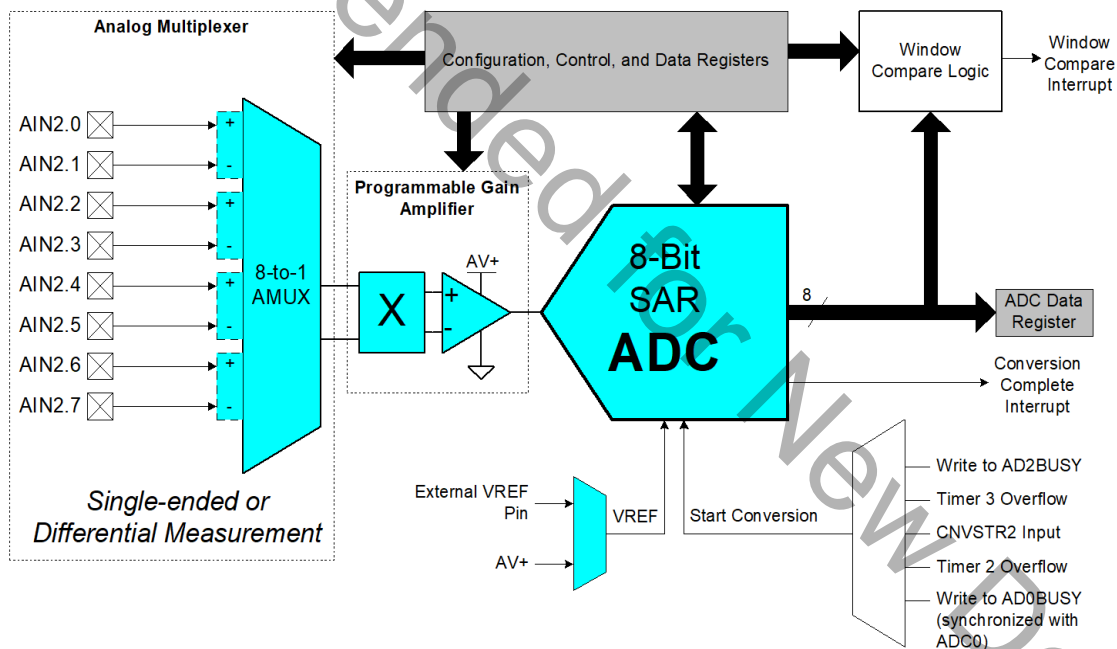 Analog Multiplexer
AIN2.0
AIN2.1
AIN2.2
AIN2.3
AIN2.4
AIN2.5
AIN2.6
AIN2.7
+
-
+
-
+
-
+
-
8-to-1
AMUX
Single-ended or
Differential Measurement
Configuration, Control, and Data Registers
Programmable Gain
Amplifier
X
AV+
+
-
8-Bit
SAR
ADC
Window
Compare Logic
Window
Compare
Interrupt
8
ADC Data
Register
Conversion
Complete
Interrupt
External VREF
Pin
AV+
VREF
Start Conversion
Write to AD2BUSY
Timer 3 Overflow
CNVSTR2 Input
Timer 2 Overflow
Write to AD0BUSY
(synchronized with
ADC0)
ended for New D